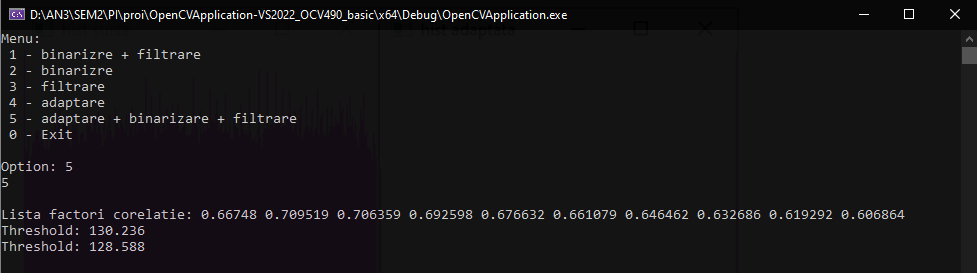 D:\AN3\SEM2\PI\proi\OpenCVApplication-VS2022_OCV490_basic\x64\Debug\OpenCVApplication.exe
Menu:
1 - binarizre + filtrare
2 - binarizre
3 - filtrare
4 - adaptare
5 - adaptare + binarizare + filtrare
0 - Exit
Option: 5
5
Lista factori corelatie: 0.66748 0.709519 0.706359 0.692598 0.676632 0.661079 0.646462 0.632686 0.619292 0.606864
Threshold: 130.236
Threshold: 128.588